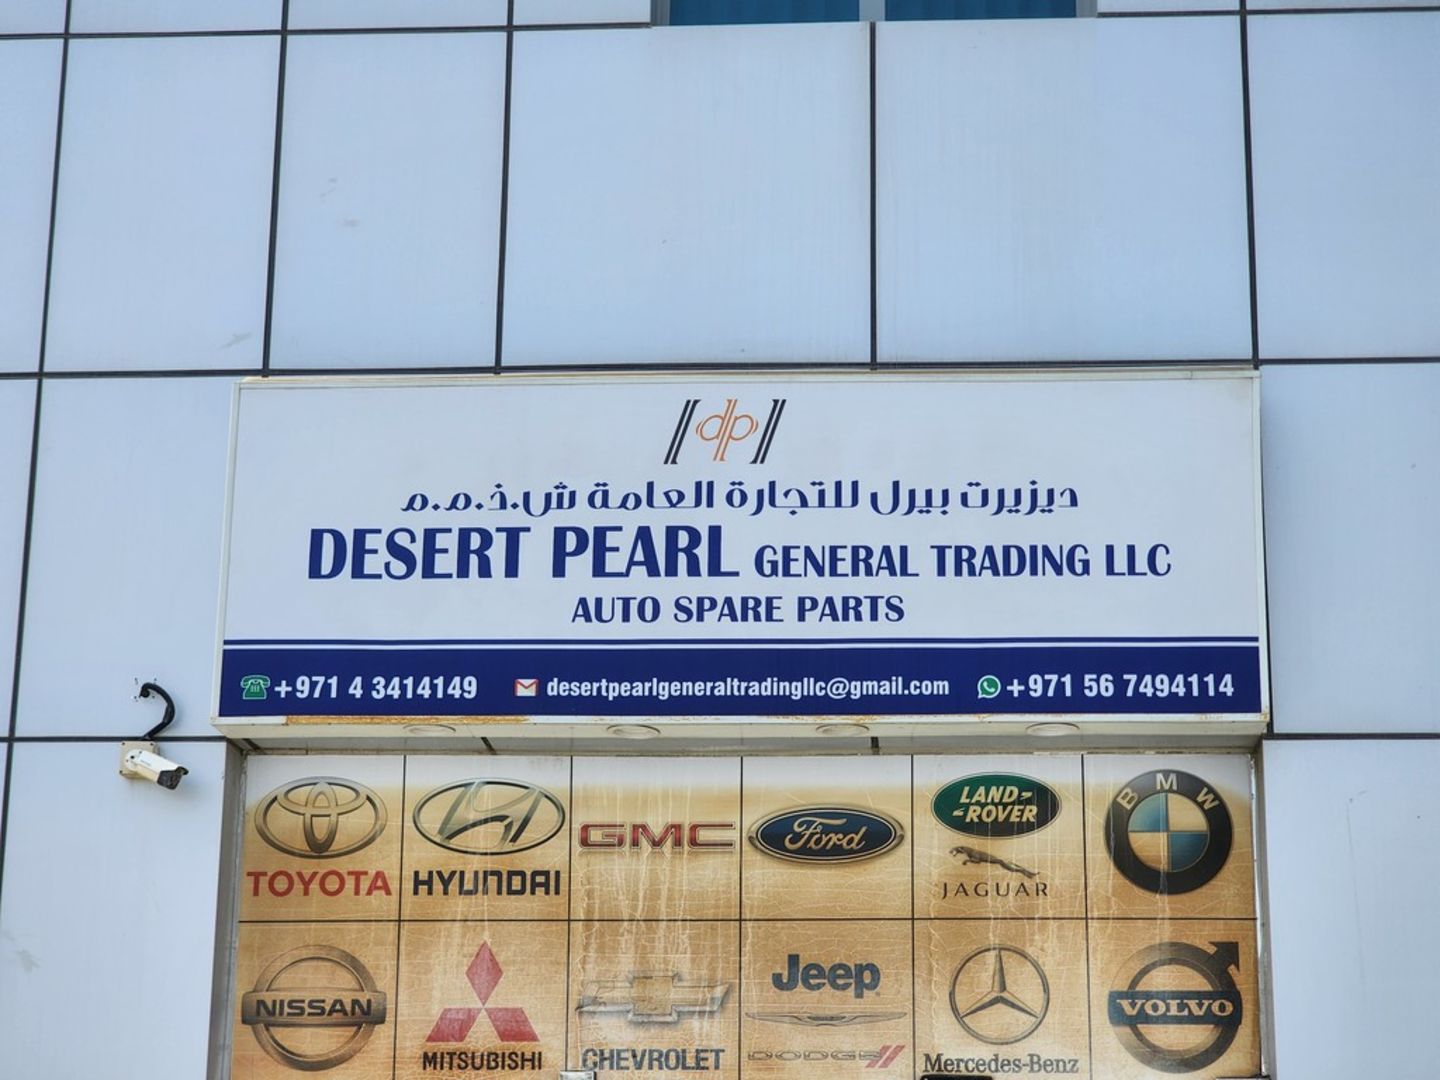 dp
ديزيرت بيرل للتجارة العامة ش.ذ.م.م
DESERT PEARL GENERAL TRADING LLC
AUTO SPARE PARTS
+971 4 3414149 desertpearlgeneraltradingllc@gmail.com +971 56 7494114
TOYOTA
HYUNDAI
GMC
Ford
LAND-
-ROVER
JAGUAR
BMW
NISSAN
MITSUBISHI
CHEVROLET
Jeep
DODGE
Mercedes-Benz
VOLVO